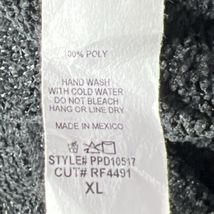 100% POLY
HAND WASH
WITH COLD WATER
DO NOT BLEACH
HANG OR LINE DRY
MADE IN MEXICO
STYLE# PPD10517
CUT# RF4491
XL